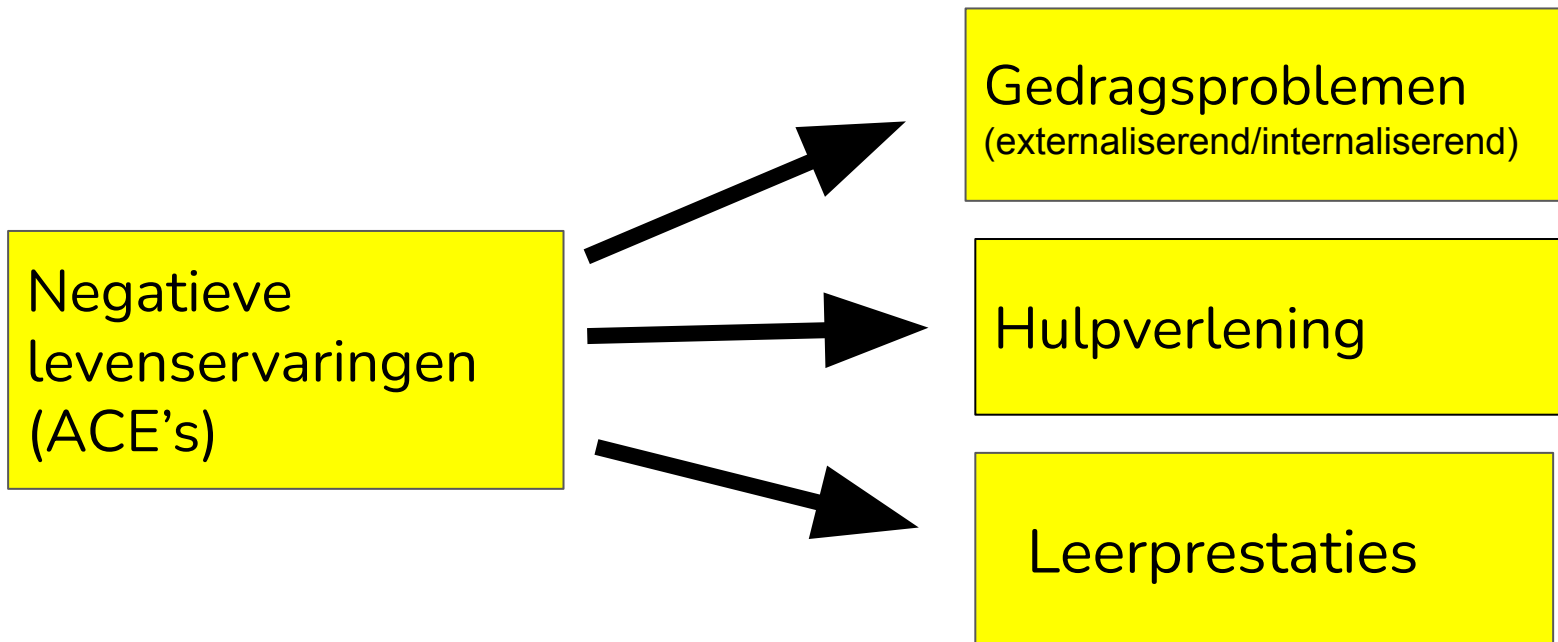 Gedragsproblemen
(externaliserend/internaliserend)
Negatieve
levenservaringen
(ACE’s)
Hulpverlening
Leerprestaties